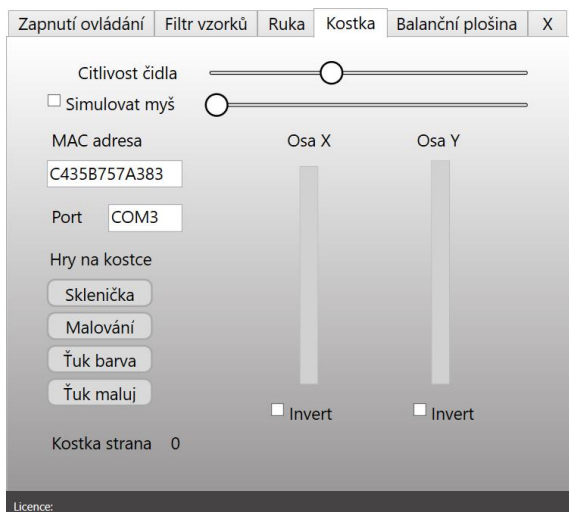 Zapnutí ovládání Filtr vzorků Ruka Kostka Balanční plošina X
Citlivost čidla
Simulovat myš
MAC adresa Osa X Osa Y
C435B757A383
Port COM3
Hry na kostce
Sklenička
Malování
Ťuk barva
Ťuk maluj
Invert Invert
Kostka strana 0
Licence: